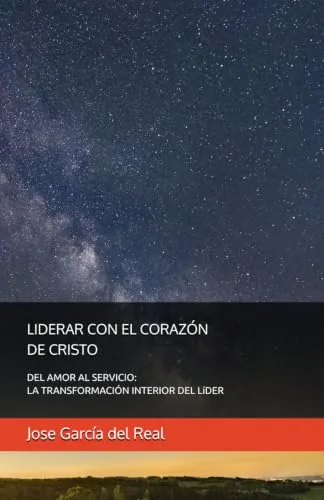 LIDERAR CON EL CORAZÓN
DE CRISTO
DEL AMOR AL SERVICIO:
LA TRANSFORMACIÓN INTERIOR DEL LíDER
Jose García del Real